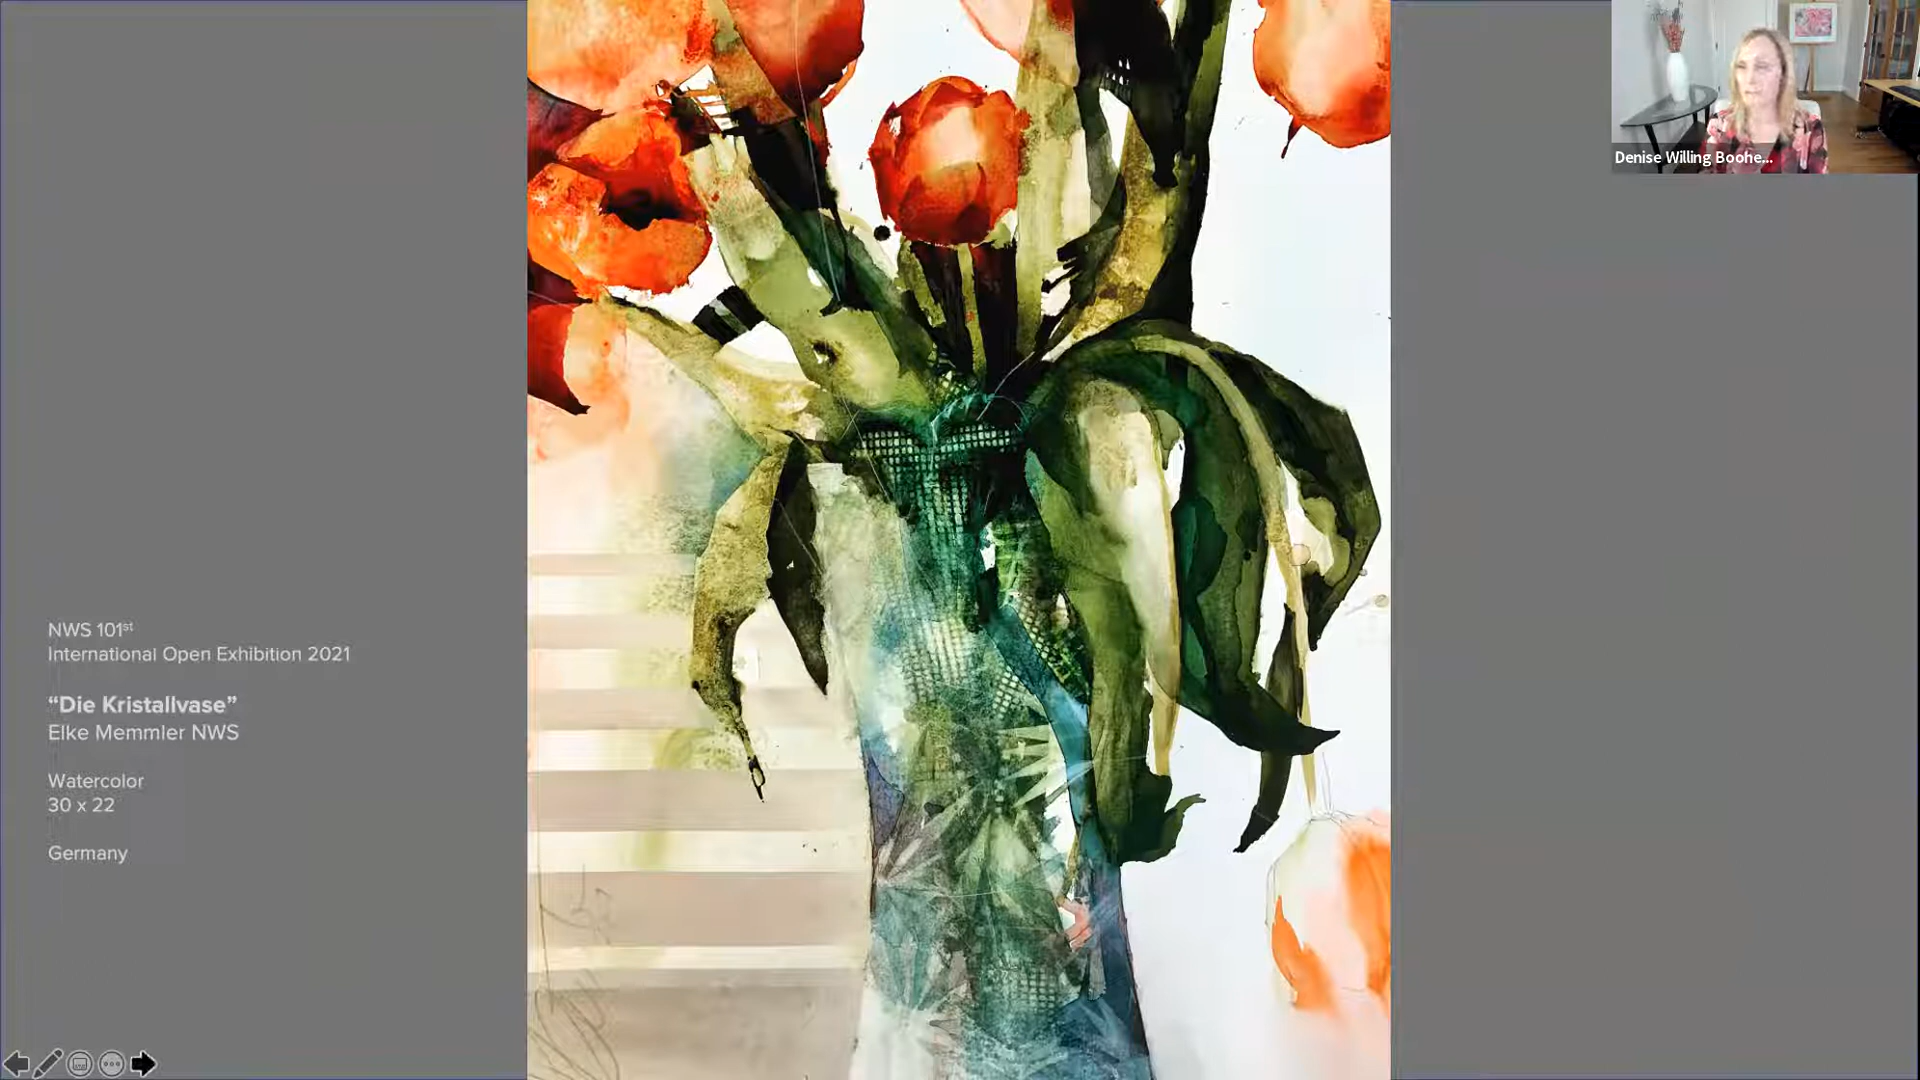 Denise Willing Boohe...
NWS 101st
International Open Exhibition 2021
“Die Kristallvase”
Elke Memmler NWS
Watercolor
30 x 22
Germany